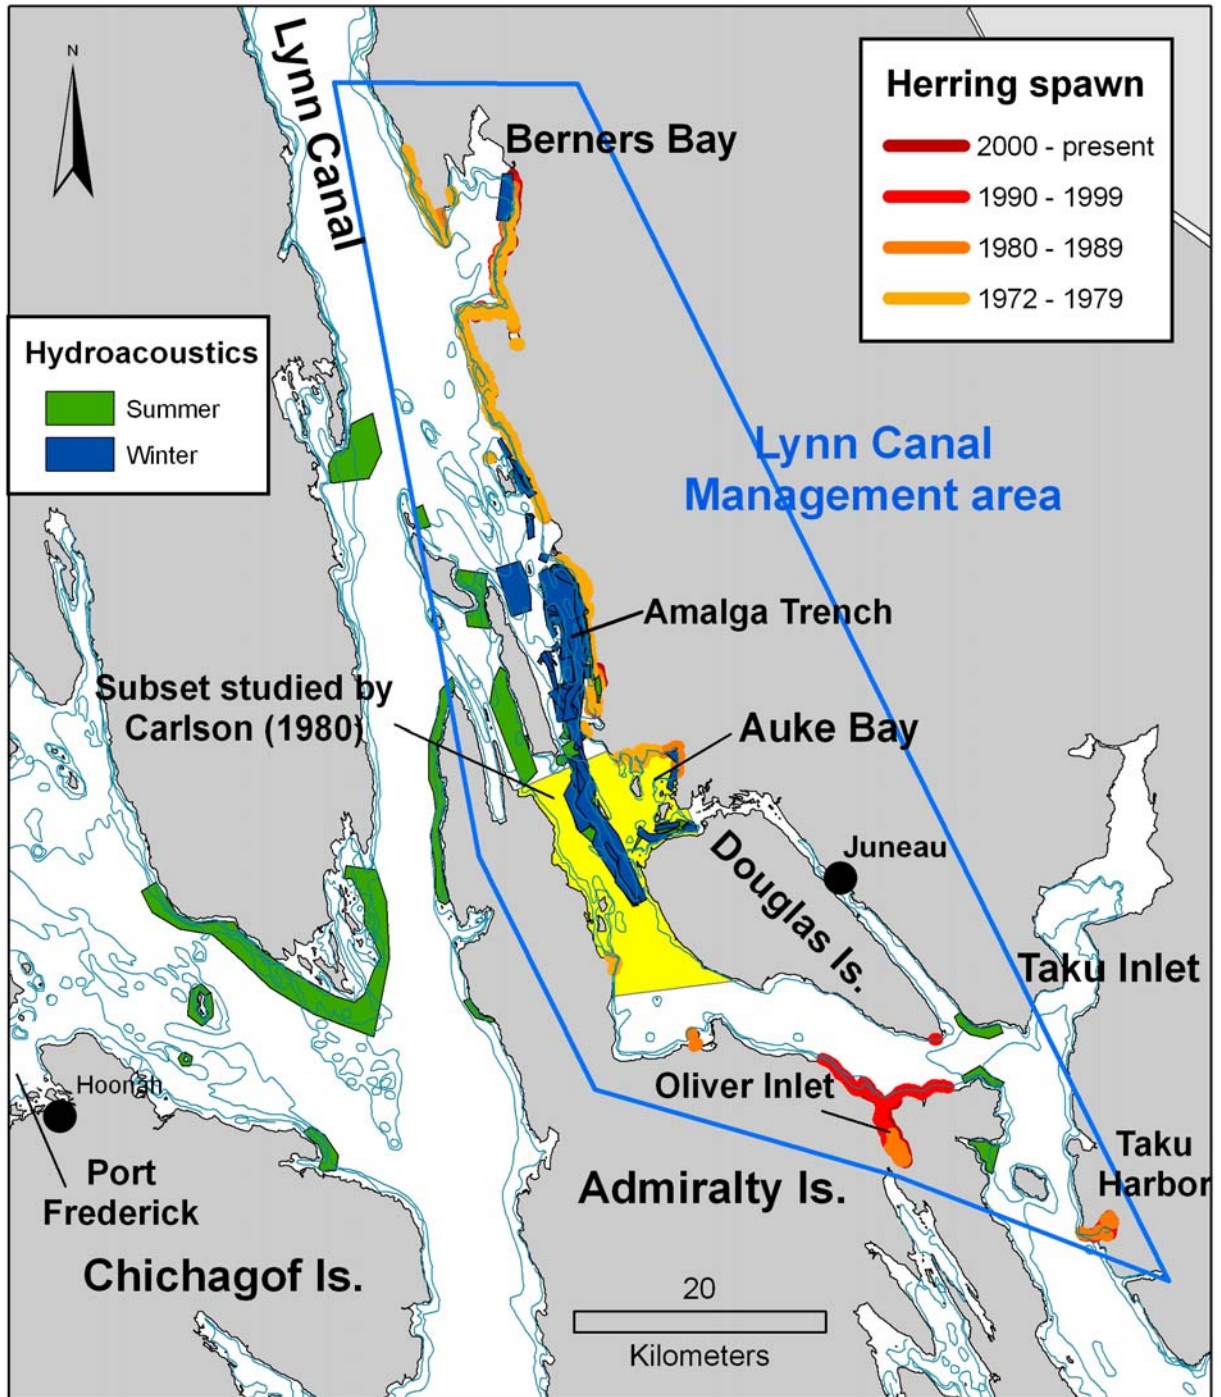 N
Lynn Canal
Berners Bay
Herring spawn
2000 - present
1990 - 1999
1980 - 1989
1972 - 1979
Hydroacoustics
Summer
Winter
Lynn Canal
Management area
Amalga Trench
Subset studied by
Carlson (1980)
Auke Bay
Juneau
Douglas Is.
Taku Inlet
Hoonah
Oliver Inlet
Port
Frederick
Taku
Harbor
Admiralty Is.
Chichagof Is.
20
Kilometers